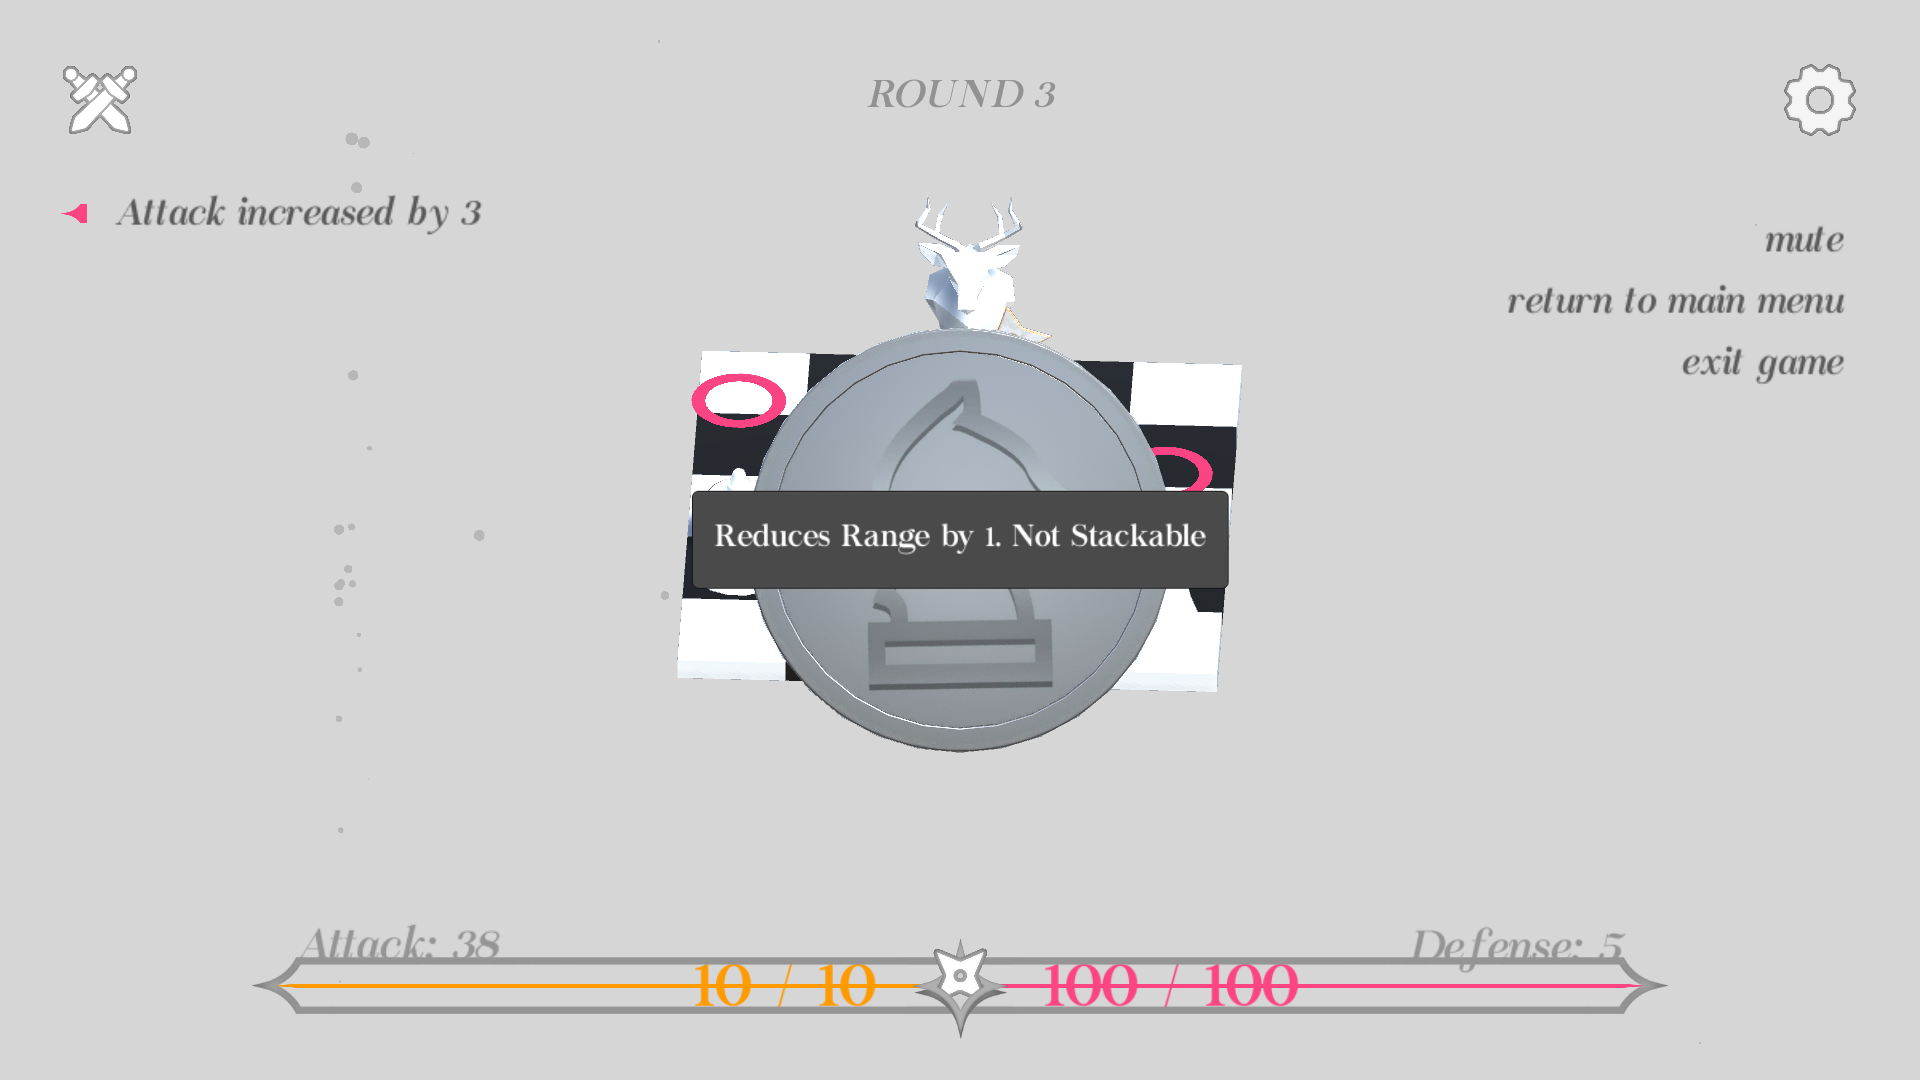 ROUND 3
Attack increased by 3
mute
return to main menu
exit game
Reduces Range by 1. Not Stackable
Attack: 38
Defense: 5
10 / 10
100 / 100